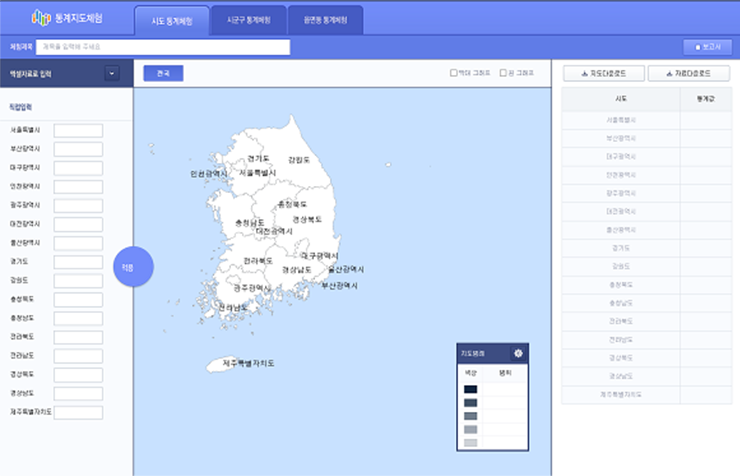 통계지도체험
시도 통계체험
시군구 통계체험
읍면동 통계체험
체험제목
제목을 입력해 주세요
보고서
엑셀자료로 입력
전국
막대 그래프
원 그래프
지도다운로드
자료다운로드
직접입력
서울특별시
부산광역시
대구광역시
인천광역시
광주광역시
대전광역시
울산광역시
경기도
강원도
충청북도
충청남도
전라북도
전라남도
경상북도
경상남도
제주특별자치도
적용
경기도
강원도
인천광역시
서울특별시
충청북도
경상북도
충청남도
대전광역시
대구광역시
전라북도
경상남도
울산광역시
광주광역시
부산광역시
전라남도
제주특별자치도
지도범례
색상
범위
시도
통계값
서울특별시
부산광역시
대구광역시
인천광역시
광주광역시
대전광역시
울산광역시
경기도
강원도
충청북도
충청남도
전라북도
전라남도
경상북도
경상남도
제주특별자치도